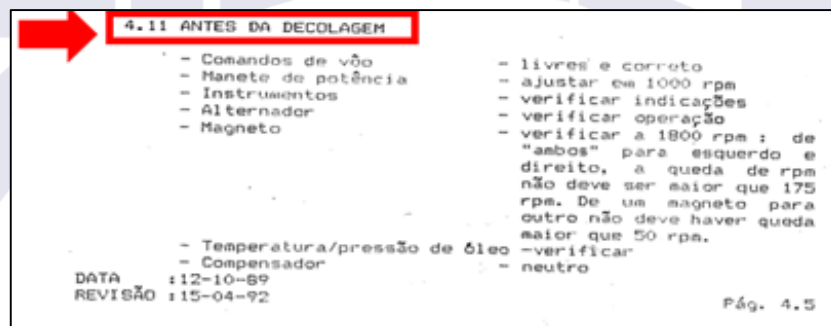 4.11 ANTES DA DECOLAGEM
- Comandos de vôo - livres e correto
- Manete de potência - ajustar em 1000 rpm
- Instrumentos - verificar indicações
- Alternador - verificar operação
- Magneto - verificar a 1800 rpm : de
"ambos" para esquerdo e
direito, a queda de rpm
não deve ser maior que 175
rpm. De um magneto para
outro não deve haver queda
maior que 50 rpm.
- Temperatura/pressão de óleo -verificar
- Compensador - neutro
DATA :12-10-89
REVISÃO :15-04-92
Pág. 4.5